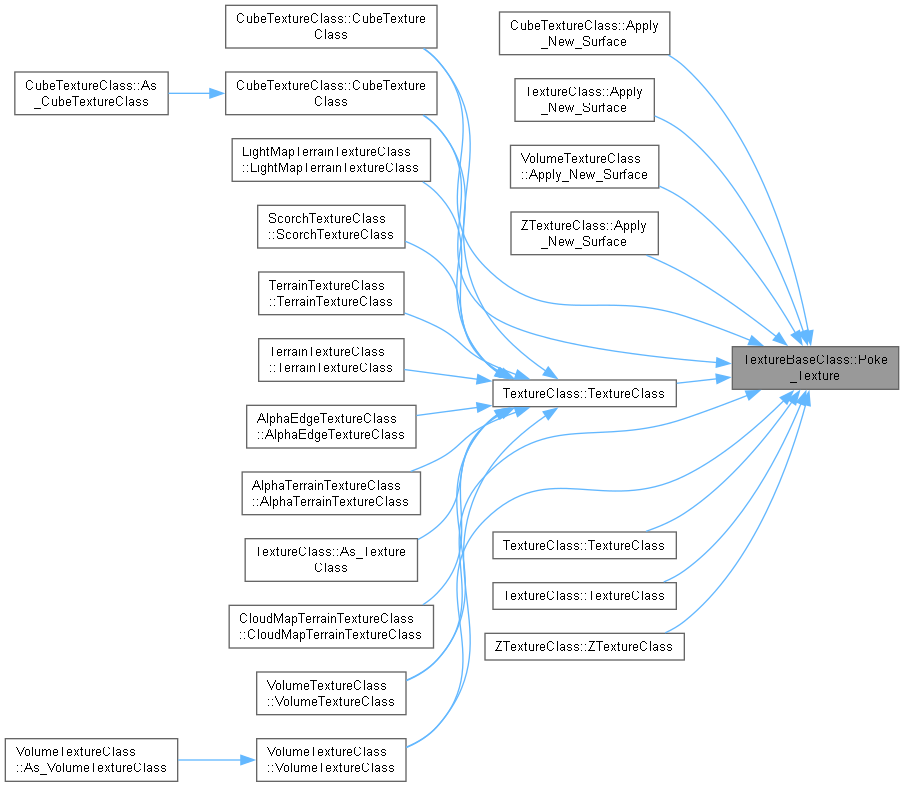 CubeTextureClass::CubeTexture
Class
CubeTextureClass::As
_CubeTextureClass
CubeTextureClass::CubeTexture
Class
LightMapTerrainTextureClass
::LightMapTerrainTextureClass
ScorchTextureClass
::ScorchTextureClass
TerrainTextureClass
::TerrainTextureClass
TerrainTextureClass
::TerrainTextureClass
AlphaEdgeTextureClass
::AlphaEdgeTextureClass
AlphaTerrainTextureClass
::AlphaTerrainTextureClass
TextureClass::As_Texture
Class
CloudMapTerrainTextureClass
::CloudMapTerrainTextureClass
VolumeTextureClass
::VolumeTextureClass
VolumeTextureClass
::As_VolumeTextureClass
VolumeTextureClass
::VolumeTextureClass
CubeTextureClass::Apply
_New_Surface
TextureClass::Apply
_New_Surface
VolumeTextureClass
::Apply_New_Surface
ZTextureClass::Apply
_New_Surface
TextureClass::TextureClass
TextureClass::TextureClass
TextureClass::TextureClass
ZTextureClass::ZTextureClass
TextureBaseClass::Poke
_Texture